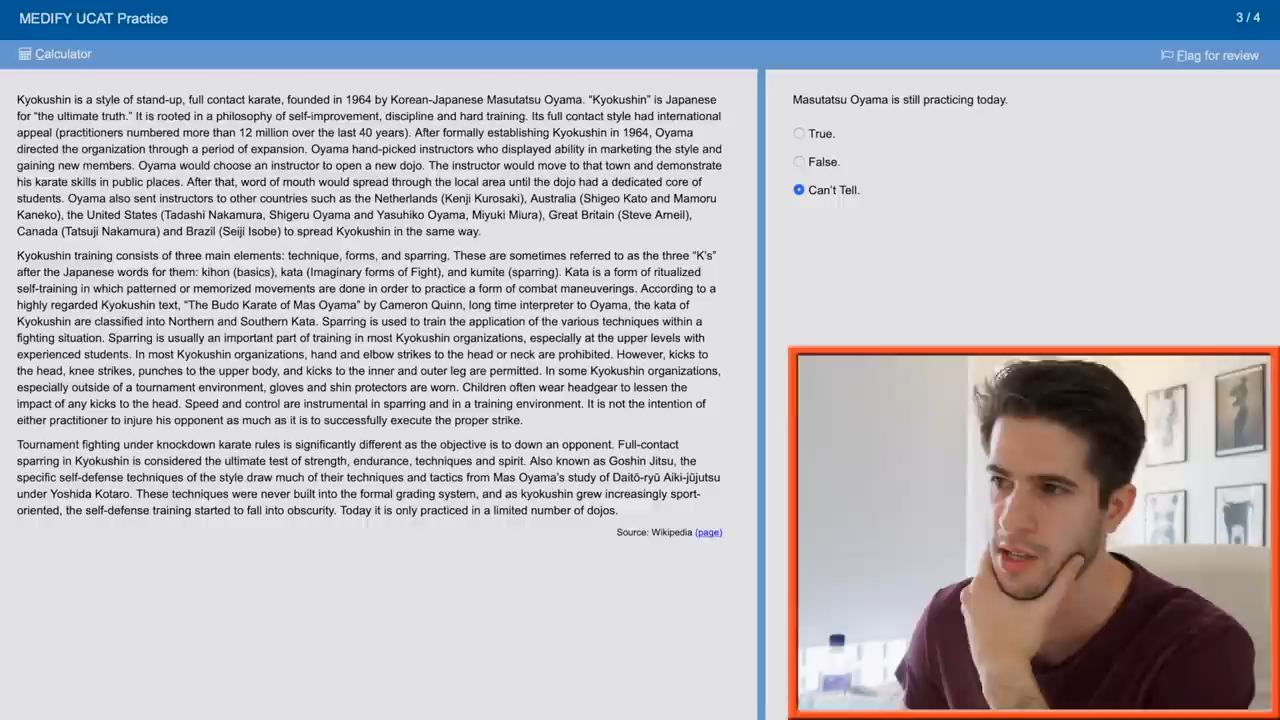 MEDIFY UCAT Practice
3 / 4
Calculator
Flag for review
Kyokushin is a style of stand-up, full contact karate, founded in 1964 by Korean-Japanese Masutatsu Oyama. “Kyokushin” is Japanese
for “the ultimate truth.” It is rooted in a philosophy of self-improvement, discipline and hard training. Its full contact style had international
appeal (practitioners numbered more than 12 million over the last 40 years). After formally establishing Kyokushin in 1964, Oyama
directed the organization through a period of expansion. Oyama hand-picked instructors who displayed ability in marketing the style and
gaining new members. Oyama would choose an instructor to open a new dojo. The instructor would move to that town and demonstrate
his karate skills in public places. After that, word of mouth would spread through the local area until the dojo had a dedicated core of
students. Oyama also sent instructors to other countries such as the Netherlands (Kenji Kurosaki), Australia (Shigeo Kato and Mamoru
Kaneko), the United States (Tadashi Nakamura, Shigeru Oyama and Yasuhiko Oyama, Miyuki Miura), Great Britain (Steve Arneil),
Canada (Tatsuji Nakamura) and Brazil (Seiji Isobe) to spread Kyokushin in the same way.
Kyokushin training consists of three main elements: technique, forms, and sparring. These are sometimes referred to as the three “K’s”
after the Japanese words for them: kihon (basics), kata (Imaginary forms of Fight), and kumite (sparring). Kata is a form of ritualized
self-training in which patterned or memorized movements are done in order to practice a form of combat maneuverings. According to a
highly regarded Kyokushin text, “The Budo Karate of Mas Oyama” by Cameron Quinn, long time interpreter to Oyama, the kata of
Kyokushin are classified into Northern and Southern Kata. Sparring is used to train the application of the various techniques within a
fighting situation. Sparring is usually an important part of training in most Kyokushin organizations, especially at the upper levels with
experienced students. In most Kyokushin organizations, hand and elbow strikes to the head or neck are prohibited. However, kicks to
the head, knee strikes, punches to the upper body, and kicks to the inner and outer leg are permitted. In some Kyokushin organizations,
especially outside of a tournament environment, gloves and shin protectors are worn. Children often wear headgear to lessen the
impact of any kicks to the head. Speed and control are instrumental in sparring and in a training environment. It is not the intention of
either practitioner to injure his opponent as much as it is to successfully execute the proper strike.
Tournament fighting under knockdown karate rules is significantly different as the objective is to down an opponent. Full-contact
sparring in Kyokushin is considered the ultimate test of strength, endurance, techniques and spirit. Also known as Goshin Jitsu, the
specific self-defense techniques of the style draw much of their techniques and tactics from Mas Oyama’s study of Daitō-ryū Aiki-jūjutsu
under Yoshida Kotaro. These techniques were never built into the formal grading system, and as kyokushin grew increasingly sport-
oriented, the self-defense training started to fall into obscurity. Today it is only practiced in a limited number of dojos.
Source: Wikipedia (page)
Masutatsu Oyama is still practicing today.
True.
False.
Can’t Tell.